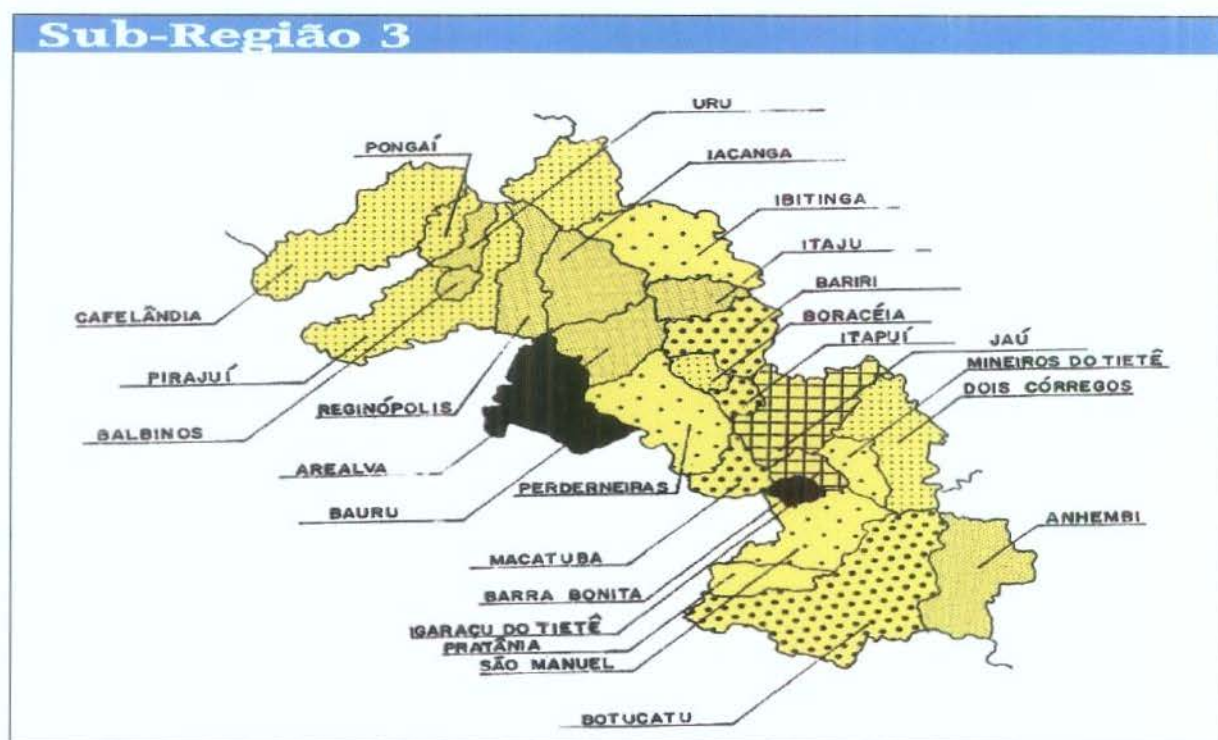 Sub-Região 3
URU
PONGAÍ
IACANGA
IBITINGA
ITAJU
BARIRI
BORACÉIA
ITAPUÍ
JAÚ
MINEIROS DO TIETÊ
DOIS CÓRREGOS
CAFELÂNDIA
PIRAJUÍ
REGINÓPOLIS
BALBINOS
AREALVA
PERDERNEIRAS
BAURU
ANHEMBI
MACATUBA
BARRA BONITA
IGARAÇU DO TIETÊ
PRATÂNIA
SÃO MANUEL
BOTUCATU